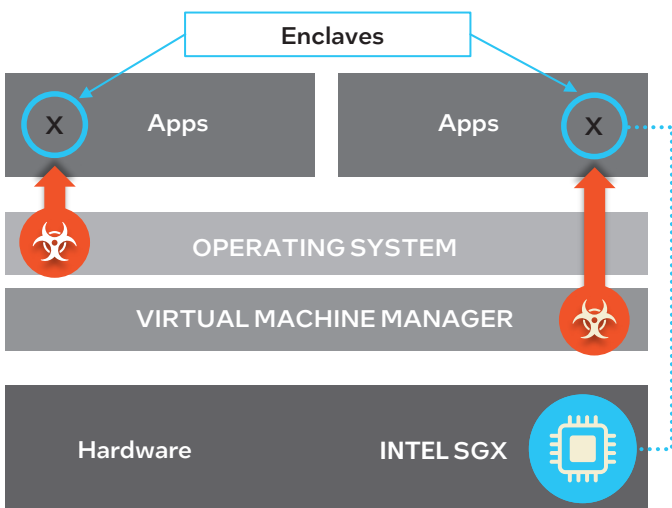 Enclaves
X Apps
Apps X
OPERATING SYSTEM
VIRTUAL MACHINE MANAGER
Hardware
INTEL SGX